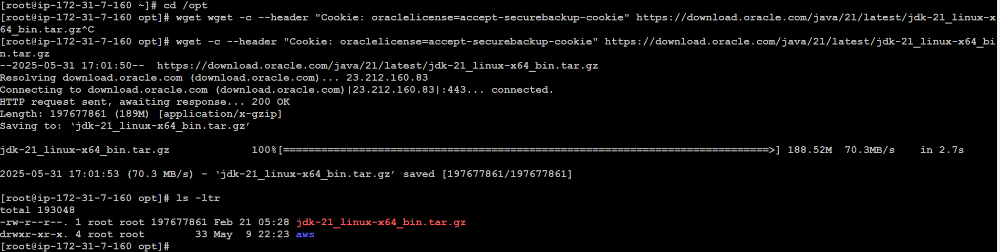 [root@ip-172-31-7-160 ~]# cd /opt
[root@ip-172-31-7-160 opt]# wget wget -c --header "Cookie: oraclelicense=accept-securebackup-cookie" https://download.oracle.com/java/21/latest/jdk-21_linux-x
64_bin.tar.gz^C
[root@ip-172-31-7-160 opt]# wget -c --header "Cookie: oraclelicense=accept-securebackup-cookie" https://download.oracle.com/java/21/latest/jdk-21_linux-x64_bi
n.tar.gz
--2025-05-31 17:01:50--  https://download.oracle.com/java/21/latest/jdk-21_linux-x64_bin.tar.gz
Resolving download.oracle.com (download.oracle.com)... 23.212.160.83
Connecting to download.oracle.com (download.oracle.com)|23.212.160.83|:443... connected.
HTTP request sent, awaiting response... 200 OK
Length: 197677861 (189M) [application/x-gzip]
Saving to: ‘jdk-21_linux-x64_bin.tar.gz’
jdk-21_linux-x64_bin.tar.gz             100%[=============================================================================>] 188.52M  70.3MB/s    in 2.7s
2025-05-31 17:01:53 (70.3 MB/s) - ‘jdk-21_linux-x64_bin.tar.gz’ saved [197677861/197677861]
[root@ip-172-31-7-160 opt]# ls -ltr
total 193048
-rw-r--r--. 1 root root 197677861 Feb 21 05:28 jdk-21_linux-x64_bin.tar.gz
drwxr-xr-x. 4 root root        33 May  9 22:23 aws
[root@ip-172-31-7-160 opt]#